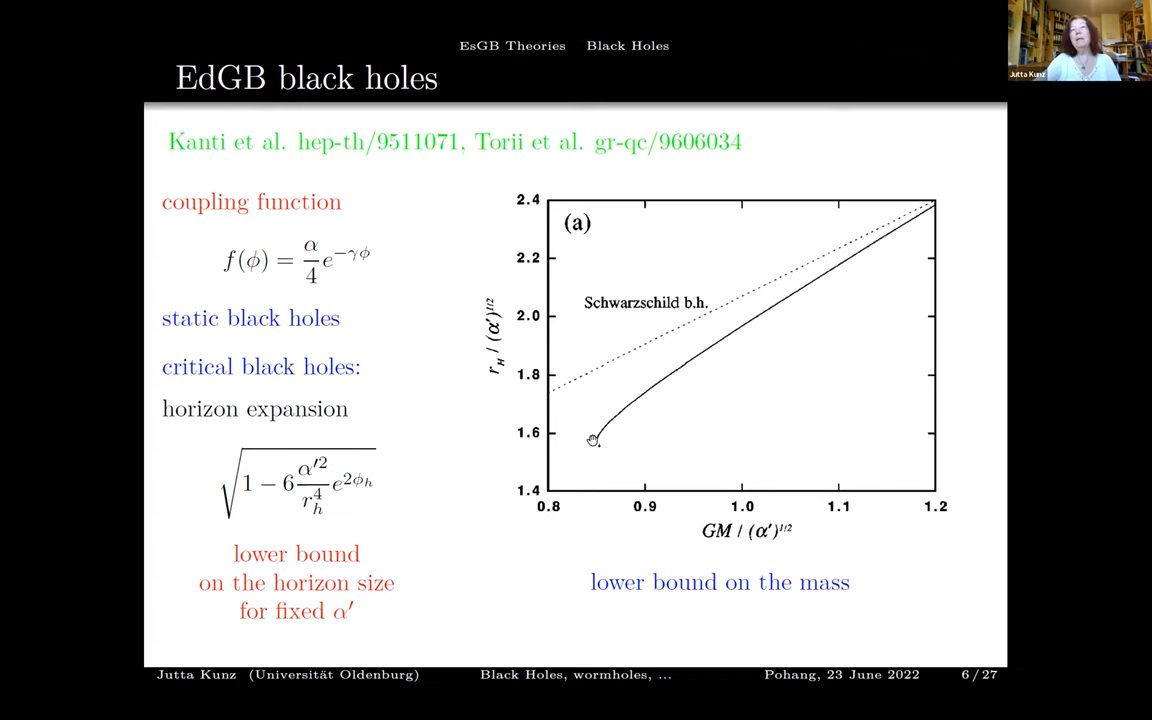 EsGB Theories Black Holes
EdGB black holes
Jutta Kunz
Kanti et al. hep-th/9511071, Torii et al. gr-qc/9606034
coupling function
f(ϕ) = α/4 e^{−γϕ}
static black holes
critical black holes:
horizon expansion
√(1 − 6 α′²/r_h⁴ e^{2ϕ_h})
lower bound
on the horizon size
for fixed α′
(a)
Schwarzschild b.h.
r_H / (α′)^{1/2}
2.4
2.2
2.0
1.8
1.6
1.4
0.8 0.9 1.0 1.1 1.2
GM / (α′)^{1/2}
lower bound on the mass
Jutta Kunz (Universität Oldenburg) Black Holes, wormholes, ... Pohang, 23 June 2022 6 / 27